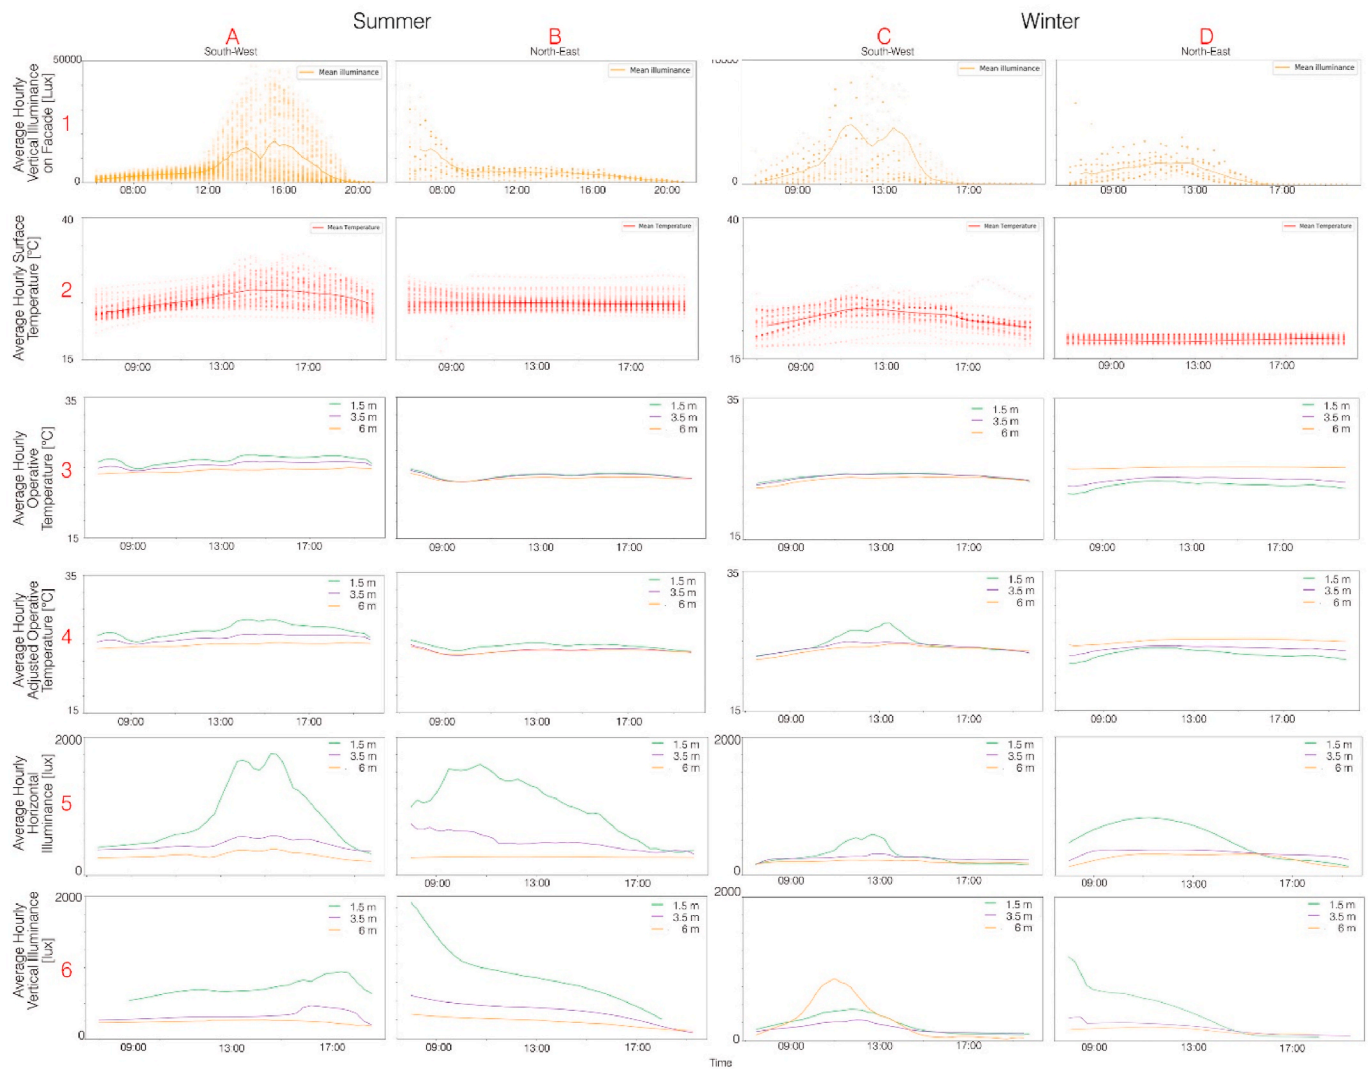 Summer
Winter
A
B
C
D
South-West
North-East
South-West
North-East
Average Hourly
Vertical Illuminance
on Facade [Lux]
1
50000
0
Mean illuminance
08:00 12:00 16:00 20:00
Mean illuminance
08:00 12:00 16:00 20:00
0
Mean illuminance
09:00 13:00 17:00
Mean illuminance
09:00 13:00 17:00
Average Hourly Surface
Temperature [°C]
2
40
15
Mean Temperature
09:00 13:00 17:00
Mean Temperature
09:00 13:00 17:00
40
15
Mean Temperature
09:00 13:00 17:00
Mean Temperature
09:00 13:00 17:00
Average Hourly
Operative
Temperature [°C]
3
35
15
1.5 m
3.5 m
6 m
09:00 13:00 17:00
1.5 m
3.5 m
6 m
09:00 13:00 17:00
35
15
1.5 m
3.5 m
6 m
09:00 13:00 17:00
1.5 m
3.5 m
6 m
09:00 13:00 17:00
Average Hourly
Adjusted Operative
Temperature [°C]
4
35
15
1.5 m
3.5 m
6 m
09:00 13:00 17:00
1.5 m
3.5 m
6 m
09:00 13:00 17:00
35
15
1.5 m
3.5 m
6 m
09:00 13:00 17:00
1.5 m
3.5 m
6 m
09:00 13:00 17:00
Average Hourly
Horizontal
Illuminance [lux]
5
2000
0
1.5 m
3.5 m
6 m
09:00 13:00 17:00
1.5 m
3.5 m
6 m
09:00 13:00 17:00
2000
0
1.5 m
3.5 m
6 m
09:00 13:00 17:00
1.5 m
3.5 m
6 m
09:00 13:00 17:00
Average Hourly
Vertical Illuminance
[lux]
6
2000
0
1.5 m
3.5 m
6 m
09:00 13:00 17:00
1.5 m
3.5 m
6 m
09:00 13:00 17:00
2000
0
1.5 m
3.5 m
6 m
09:00 13:00 17:00
1.5 m
3.5 m
6 m
09:00 13:00 17:00
Time